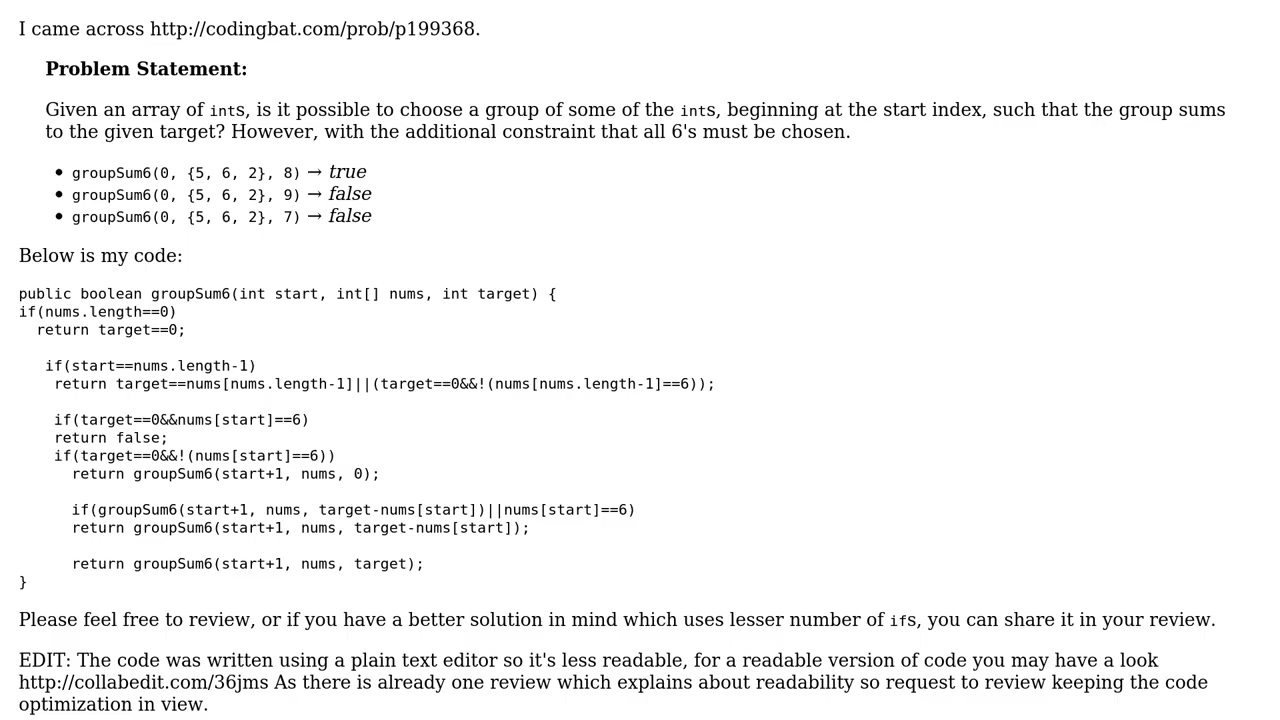 I came across http://codingbat.com/prob/p199368.
Problem Statement:
Given an array of ints, is it possible to choose a group of some of the ints, beginning at the start index, such that the group sums
to the given target? However, with the additional constraint that all 6's must be chosen.
• groupSum6(0, {5, 6, 2}, 8) → true
• groupSum6(0, {5, 6, 2}, 9) → false
• groupSum6(0, {5, 6, 2}, 7) → false
Below is my code:
public boolean groupSum6(int start, int[] nums, int target) {
if(nums.length==0)
  return target==0;
   if(start==nums.length-1)
    return target==nums[nums.length-1]||(target==0&&!(nums[nums.length-1]==6));
    if(target==0&&nums[start]==6)
    return false;
    if(target==0&&!(nums[start]==6))
      return groupSum6(start+1, nums, 0);
      if(groupSum6(start+1, nums, target-nums[start])||nums[start]==6)
      return groupSum6(start+1, nums, target-nums[start]);
      return groupSum6(start+1, nums, target);
}
Please feel free to review, or if you have a better solution in mind which uses lesser number of ifs, you can share it in your review.
EDIT: The code was written using a plain text editor so it's less readable, for a readable version of code you may have a look
http://collabedit.com/36jms As there is already one review which explains about readability so request to review keeping the code
optimization in view.